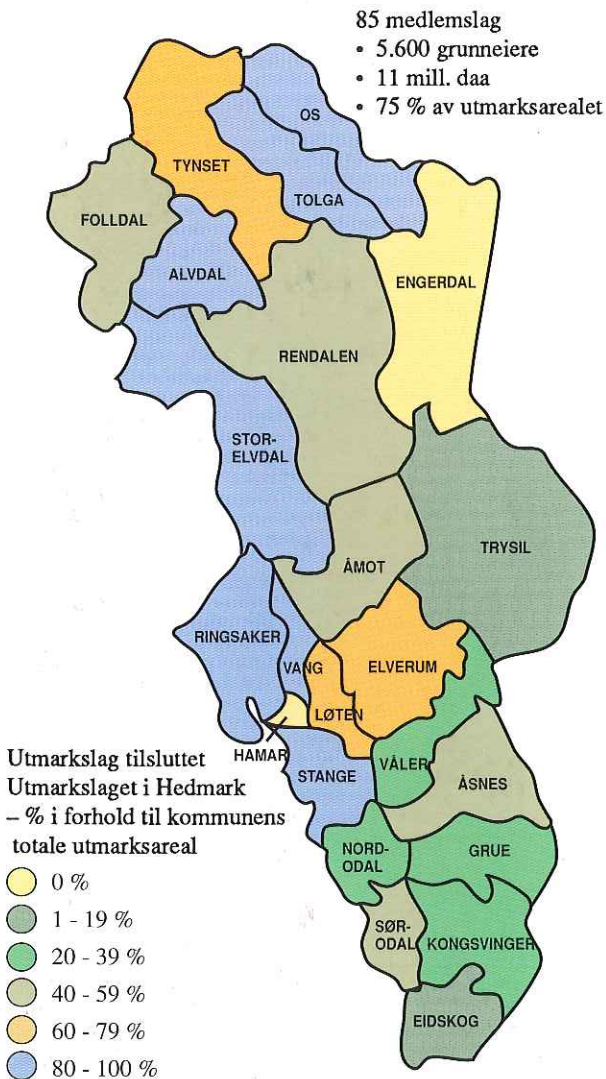 85 medlemslag
• 5.600 grunneiere
• 11 mill. daa
• 75 % av utmarksarealet
OS
TYNSET
TOLGA
FOLLDAL
ALVDAL
ENGERDAL
RENDALEN
STOR-
ELVDAL
TRYSIL
ÅMOT
RINGSAKER
VANG
ELVERUM
LØTEN
HAMAR
STANGE
VÅLER
ÅSNES
NORD-
ODAL
GRUE
SØR-
ODAL
KONGSVINGER
EIDSKOG
Utmarkslag tilsluttet
Utmarkslaget i Hedmark
– % i forhold til kommunens
totale utmarksareal
0 %
1 - 19 %
20 - 39 %
40 - 59 %
60 - 79 %
80 - 100 %